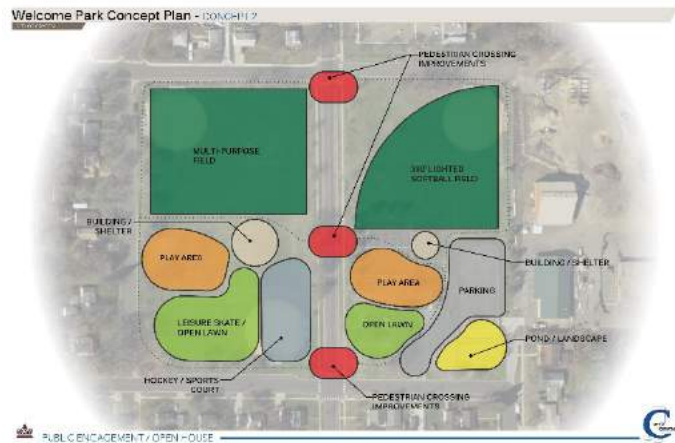 Welcome Park Concept Plan - CONCEPT 2
PEDESTRIAN CROSSING
IMPROVEMENTS
MULTI-PURPOSE
FIELD
LIGHTED
SOFTBALL FIELD
BUILDING /
SHELTER
PLAY AREA
BUILDING / SHELTER
PLAY AREA
PARKING
LEISURE SKATE /
OPEN LAWN
OPEN LAWN
POND / LANDSCAPE
HOCKEY / SPORTS
COURT
PEDESTRIAN CROSSING
IMPROVEMENTS
PUBLIC ENGAGEMENT / OPEN HOUSE